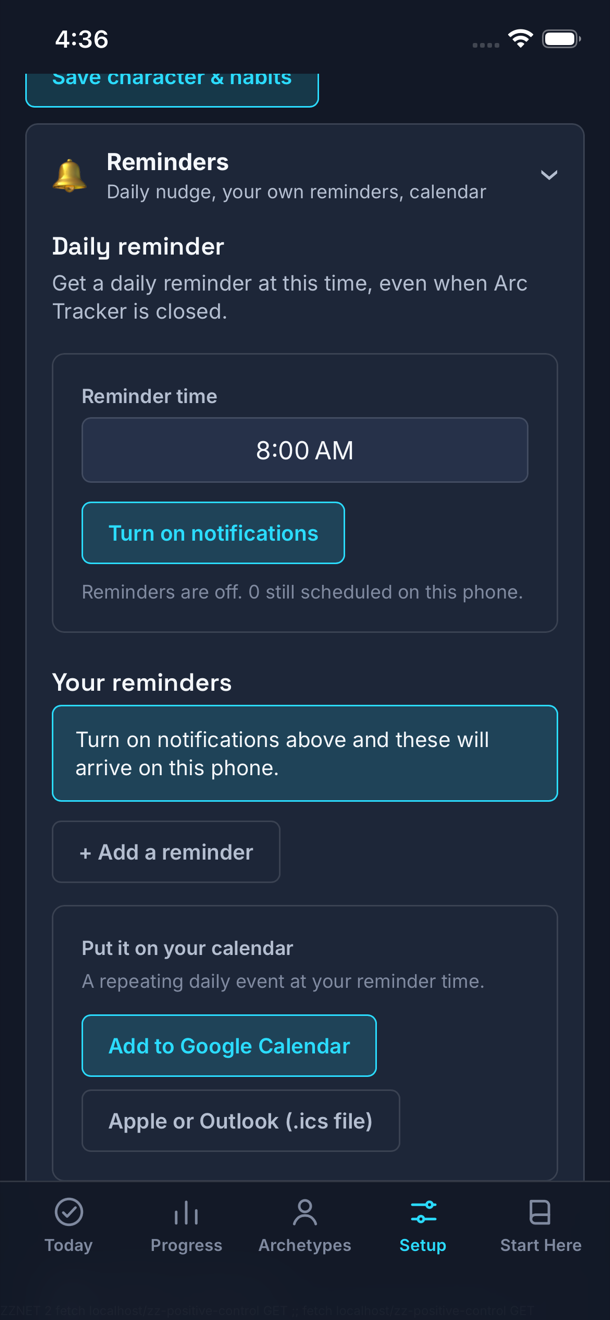 4:36
Save character & habits
Reminders
Daily nudge, your own reminders, calendar
Daily reminder
Get a daily reminder at this time, even when Arc
Tracker is closed.
Reminder time
8:00 AM
Turn on notifications
Reminders are off. 0 still scheduled on this phone.
Your reminders
Turn on notifications above and these will
arrive on this phone.
+ Add a reminder
Put it on your calendar
A repeating daily event at your reminder time.
Add to Google Calendar
Apple or Outlook (.ics file)
Today
Progress
Archetypes
Setup
Start Here